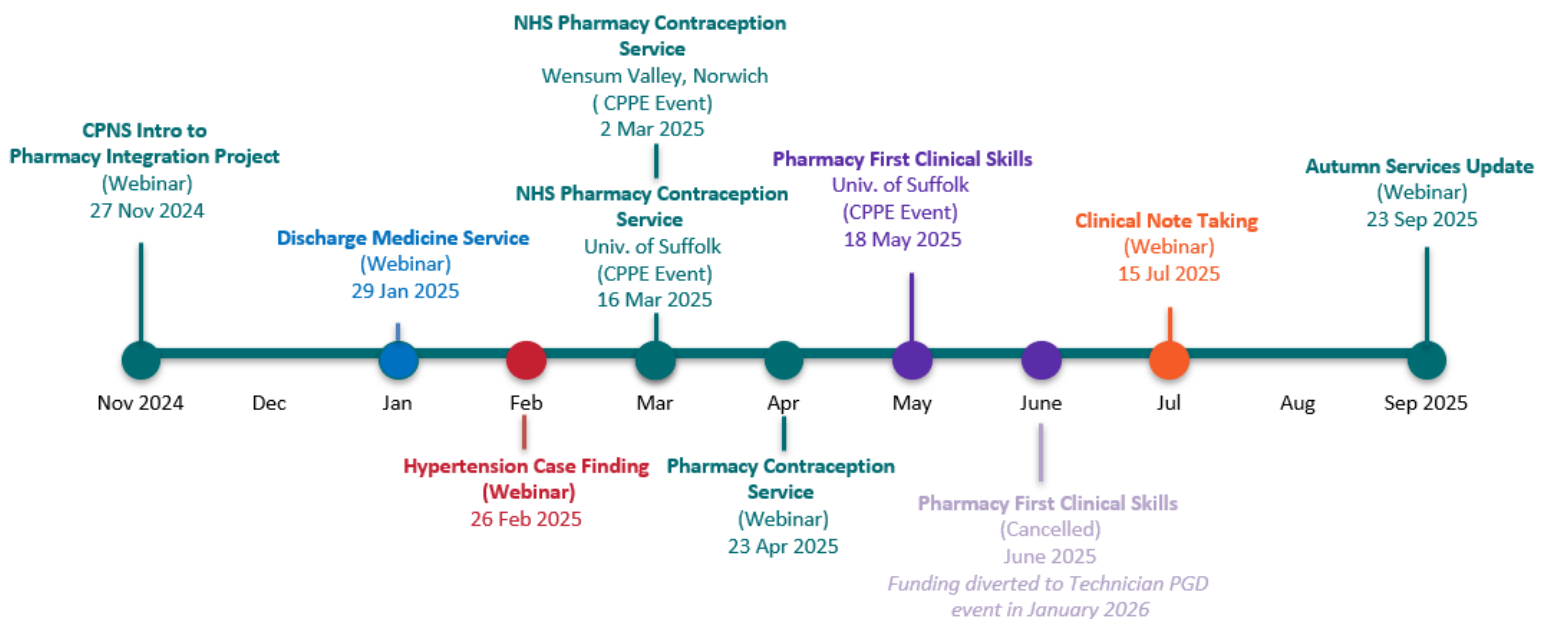 CPNS Intro to
Pharmacy Integration Project
(Webinar)
27 Nov 2024
Discharge Medicine Service
(Webinar)
29 Jan 2025
NHS Pharmacy Contraception
Service
Wensum Valley, Norwich
( CPPE Event)
2 Mar 2025
NHS Pharmacy Contraception
Service
Univ. of Suffolk
(CPPE Event)
16 Mar 2025
Pharmacy First Clinical Skills
Univ. of Suffolk
(CPPE Event)
18 May 2025
Clinical Note Taking
(Webinar)
15 Jul 2025
Autumn Services Update
(Webinar)
23 Sep 2025
Nov 2024 Dec Jan Feb Mar Apr May June Jul Aug Sep 2025
Hypertension Case Finding
(Webinar)
26 Feb 2025
Pharmacy Contraception
Service
(Webinar)
23 Apr 2025
Pharmacy First Clinical Skills
(Cancelled)
June 2025
Funding diverted to Technician PGD
event in January 2026